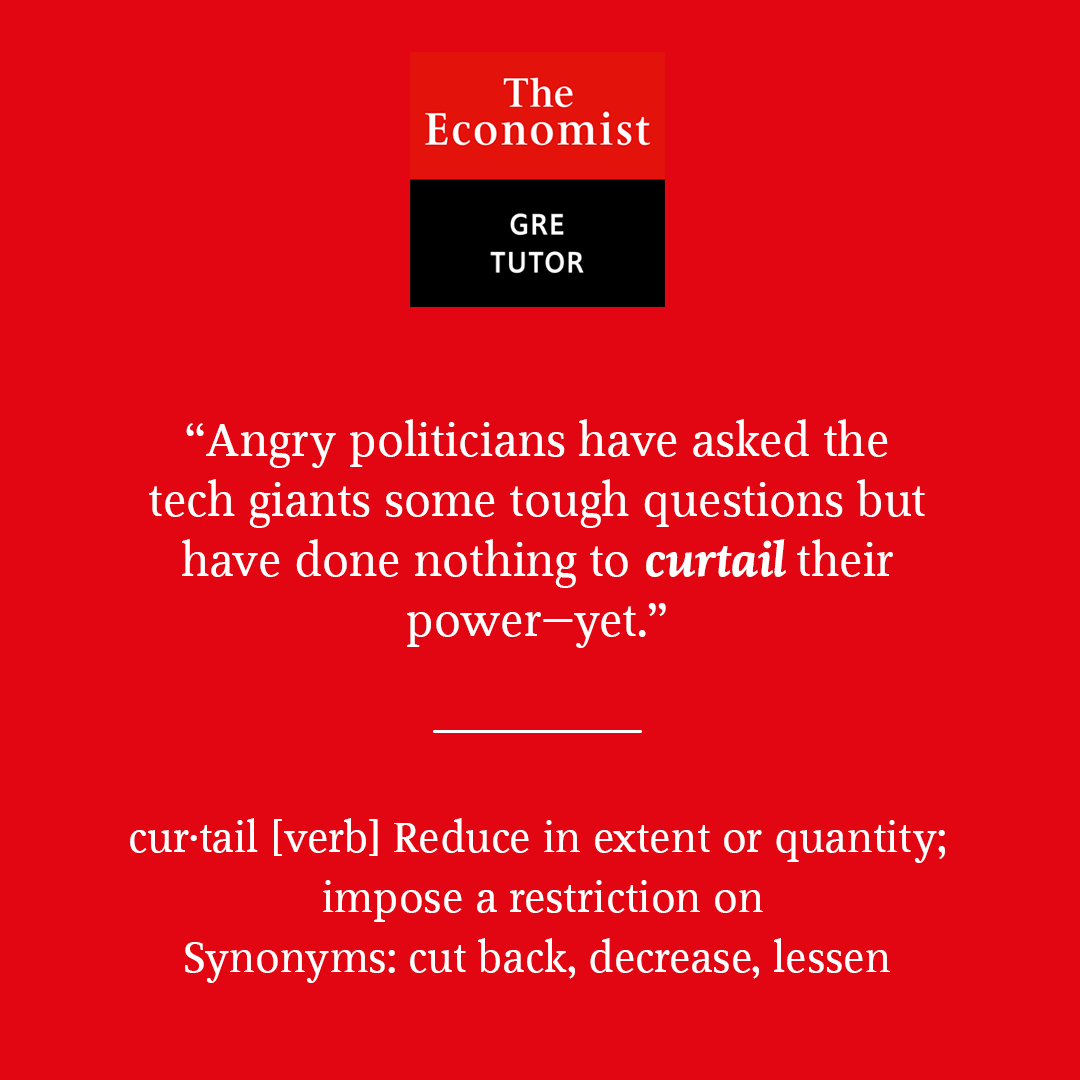 The
Economist
GRE
TUTOR
“Angry politicians have asked the
tech giants some tough questions but
have done nothing to curtail their
power—yet.”
cur·tail [verb] Reduce in extent or quantity;
impose a restriction on
Synonyms: cut back, decrease, lessen